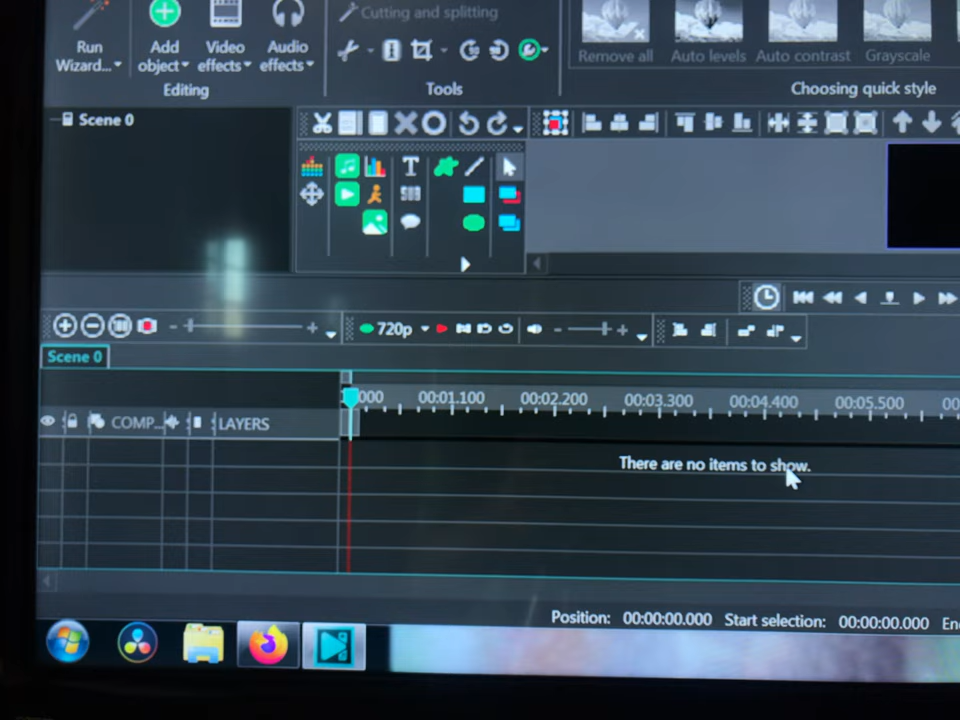 Cutting and splitting
Run Wizard...
Add object
Video effects
Audio effects
Remove all
Auto levels
Auto contrast
Grayscale
Editing
Tools
Choosing quick style
Scene 0
T
720p
Scene 0
000
00:01.100
00:02.200
00:03.300
00:04.400
00:05.500
00
COMP...
LAYERS
There are no items to show.
Position: 00:00:00.000 Start selection: 00:00:00.000 En